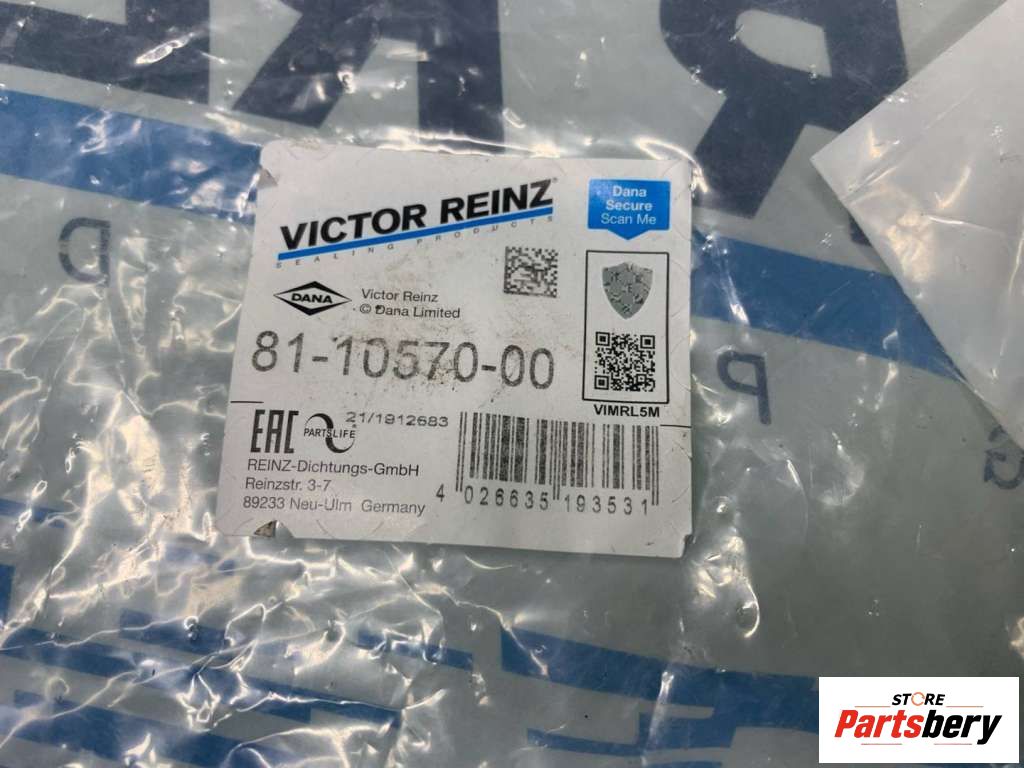 VICTOR REINZ®
SEALING PRODUCTS
Dana
Secure
Scan Me
DANA
Victor Reinz
© Dana Limited
81-10570-00
VIMRL5M
EAC
PARTSLIFE®
21/1912683
REINZ-Dichtungs-GmbH
Reinzstr. 3-7
89233 Neu-Ulm Germany
4 026635 193531
STORE
Partsbery